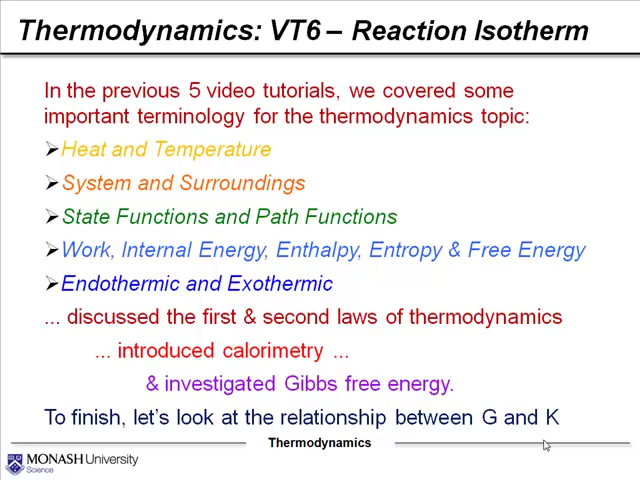 Thermodynamics: VT6 – Reaction Isotherm
In the previous 5 video tutorials, we covered some
important terminology for the thermodynamics topic:
➢Heat and Temperature
➢System and Surroundings
➢State Functions and Path Functions
➢Work, Internal Energy, Enthalpy, Entropy & Free Energy
➢Endothermic and Exothermic
... discussed the first & second laws of thermodynamics
... introduced calorimetry ...
& investigated Gibbs free energy.
To finish, let's look at the relationship between G and K
Thermodynamics
MONASH University
Science